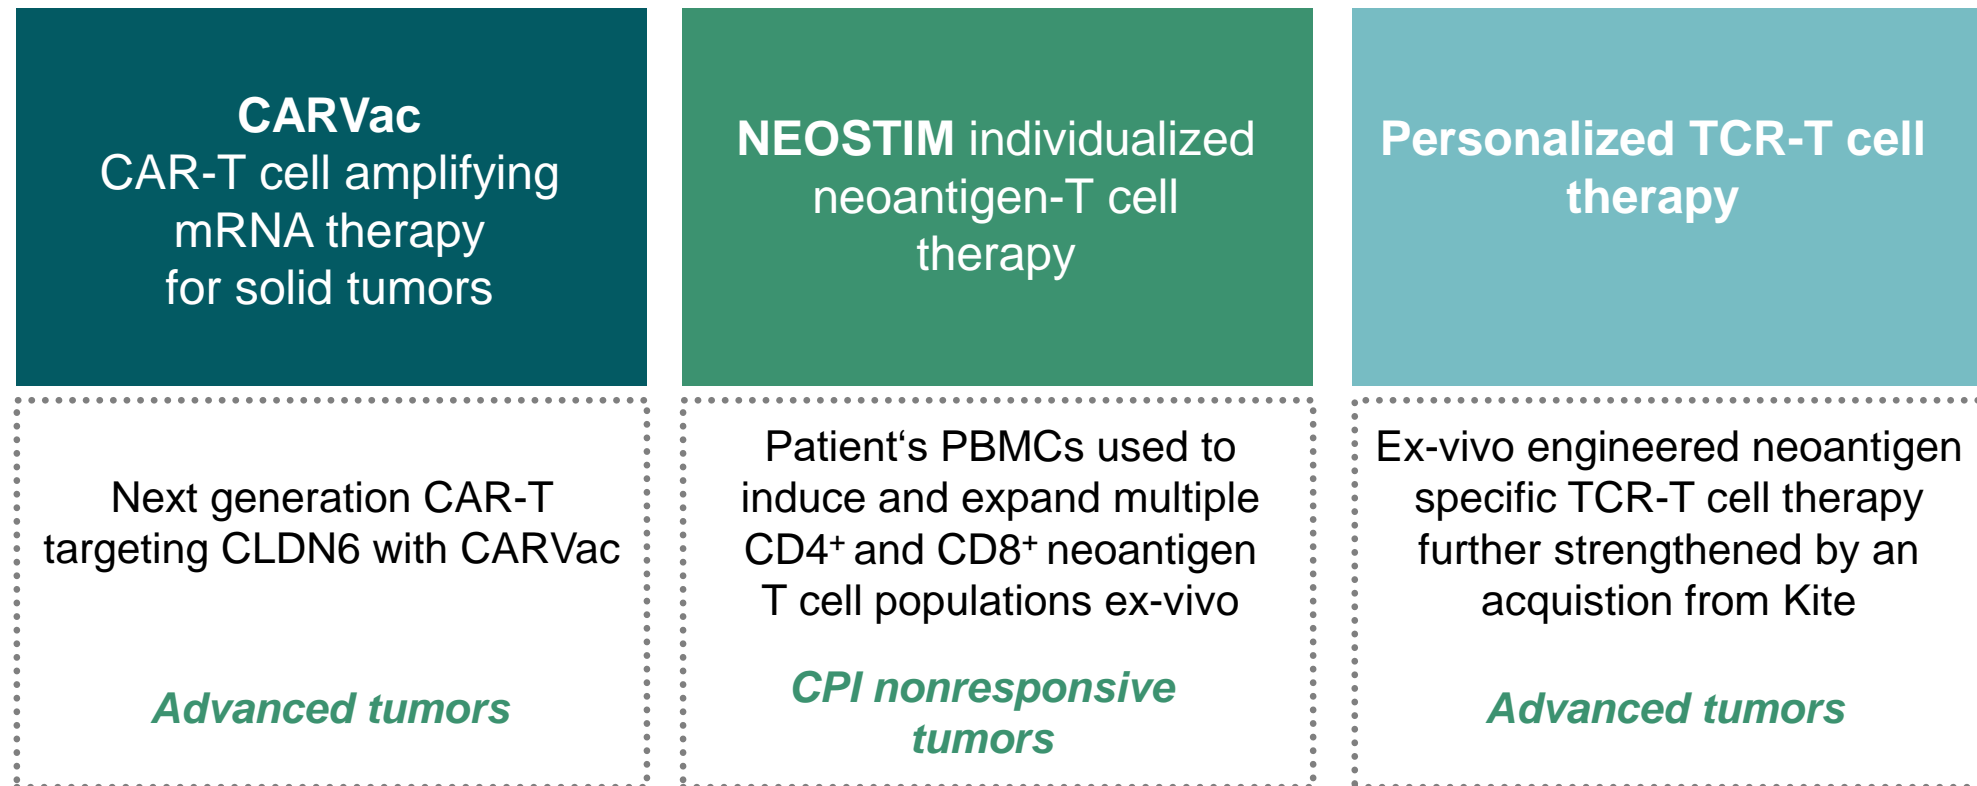 CARVac
CAR-T cell amplifying
mRNA therapy
for solid tumors
Next generation CAR-T
targeting CLDN6 with CARVac
Advanced tumors
NEOSTIM individualized
neoantigen-T cell
therapy
Patient‘s PBMCs used to
induce and expand multiple
CD4⁺ and CD8⁺ neoantigen
T cell populations ex-vivo
CPI nonresponsive
tumors
Personalized TCR-T cell
therapy
Ex-vivo engineered neoantigen
specific TCR-T cell therapy
further strengthened by an
acquistion from Kite
Advanced tumors